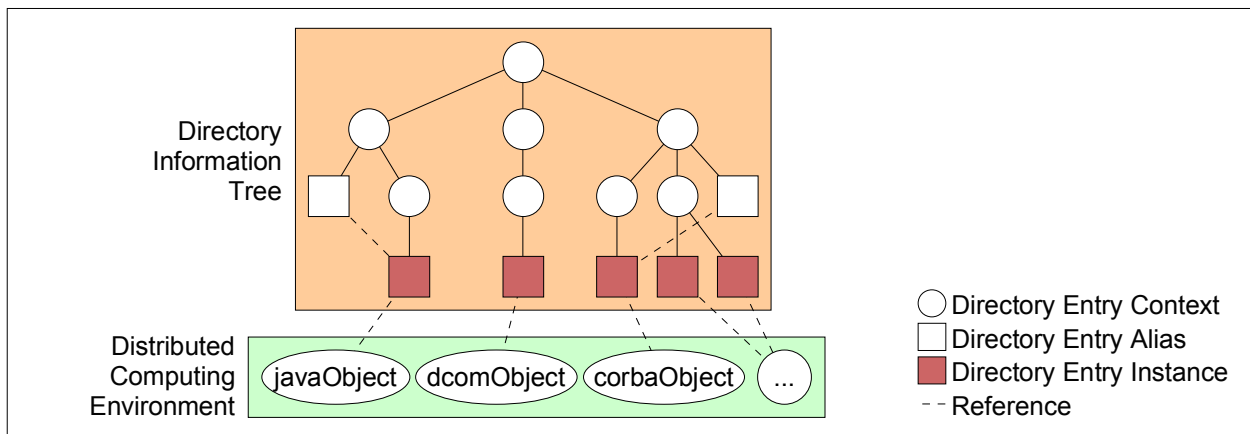 Directory
Information
Tree
Distributed
Computing
Environment
javaObject
dcomObject
corbaObject
...
Directory Entry Context
Directory Entry Alias
Directory Entry Instance
Reference